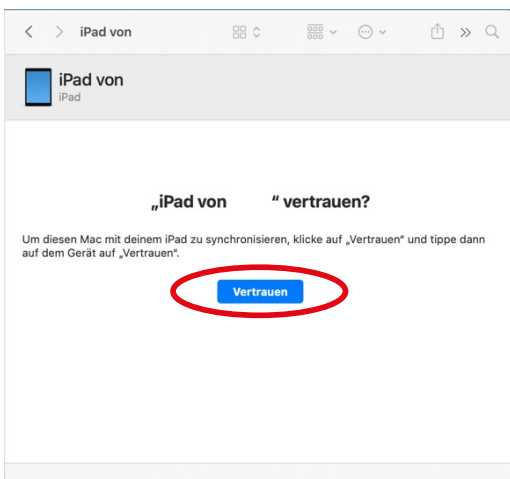 iPad von
iPad von
iPad
„iPad von “ vertrauen?
Um diesen Mac mit deinem iPad zu synchronisieren, klicke auf „Vertrauen“ und tippe dann
auf dem Gerät auf „Vertrauen“.
Vertrauen